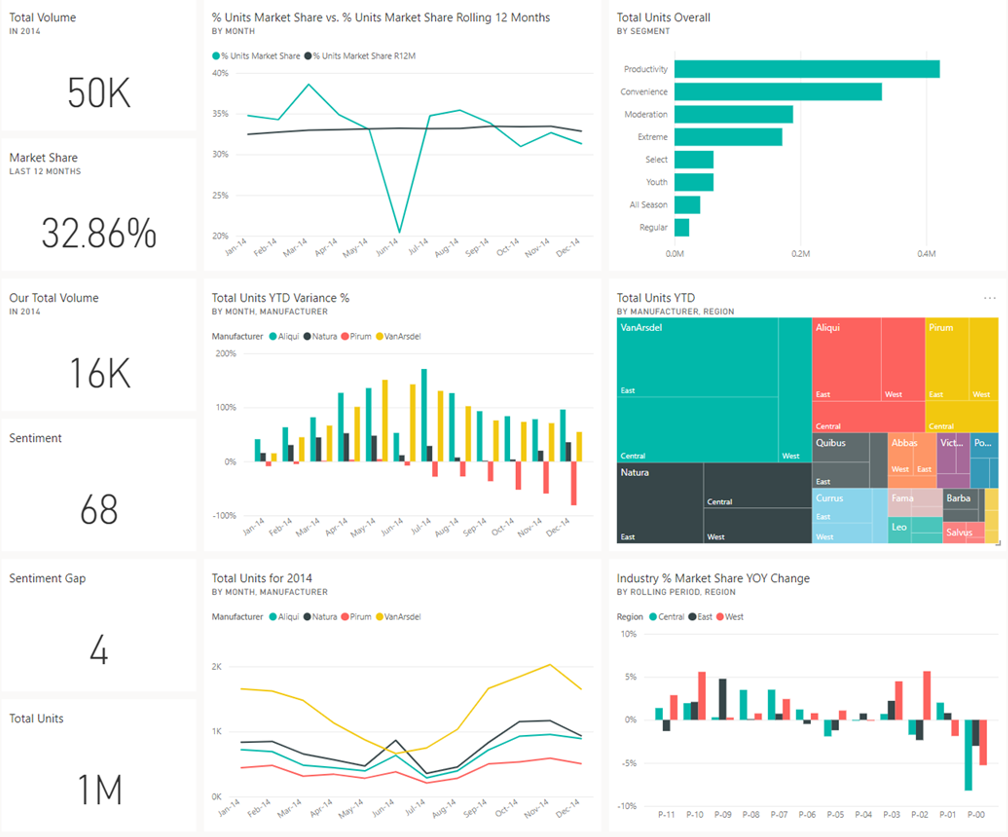 Total Volume
IN 2014
50K
Market Share
LAST 12 MONTHS
32.86%
Our Total Volume
IN 2014
16K
Sentiment
68
Sentiment Gap
4
Total Units
1M
% Units Market Share vs. % Units Market Share Rolling 12 Months
BY MONTH
% Units Market Share % Units Market Share R12M
40%
35%
30%
25%
20%
Jan-14 Feb-14 Mar-14 Apr-14 May-14 Jun-14 Jul-14 Aug-14 Sep-14 Oct-14 Nov-14 Dec-14
Total Units Overall
BY SEGMENT
Productivity
Convenience
Moderation
Extreme
Select
Youth
All Season
Regular
0.0M 0.2M 0.4M
Total Units YTD Variance %
BY MONTH, MANUFACTURER
Manufacturer Aliqui Natura Pirum VanArsdel
200%
100%
0%
-100%
Jan-14 Feb-14 Mar-14 Apr-14 May-14 Jun-14 Jul-14 Aug-14 Sep-14 Oct-14 Nov-14 Dec-14
Total Units YTD
BY MANUFACTURER, REGION
VanArsdel
East
Central
West
Natura
East
Central
West
Aliqui
East
West
Central
Pirum
East
West
Central
Quibus
East
Abbas
West
East
Vict...
Po...
Currus
East
West
Fama
Barba
Leo
Salvus
Total Units for 2014
BY MONTH, MANUFACTURER
Manufacturer Aliqui Natura Pirum VanArsdel
2K
1K
0K
Jan-14 Feb-14 Mar-14 Apr-14 May-14 Jun-14 Jul-14 Aug-14 Sep-14 Oct-14 Nov-14 Dec-14
Industry % Market Share YOY Change
BY ROLLING PERIOD, REGION
Region Central East West
10%
5%
0%
-5%
-10%
P-11 P-10 P-09 P-08 P-07 P-06 P-05 P-04 P-03 P-02 P-01 P-00